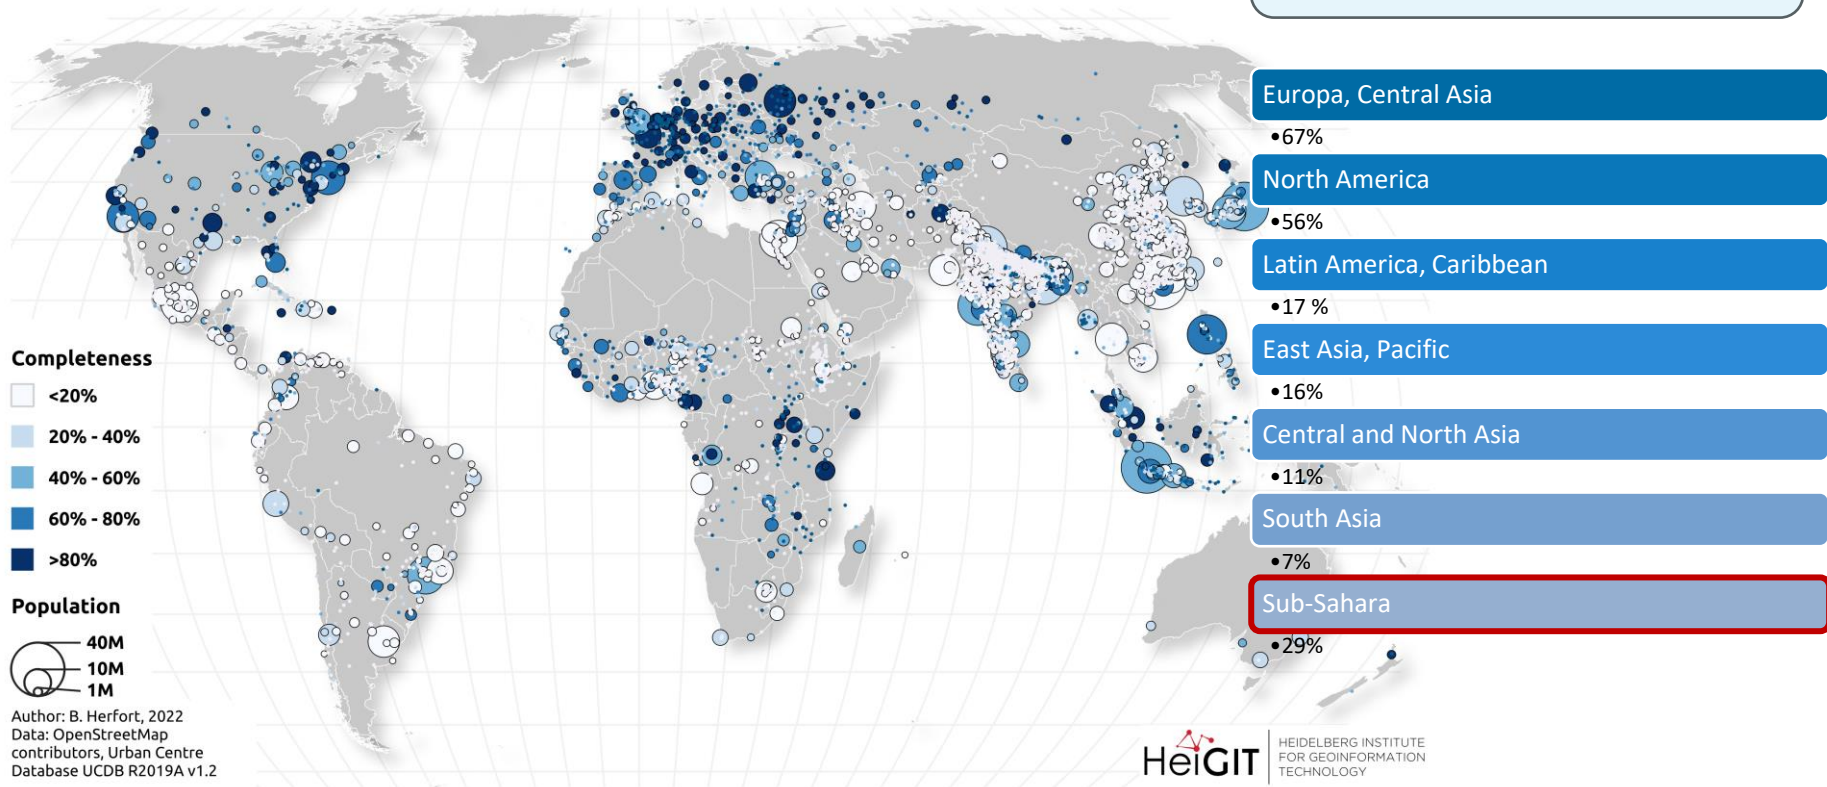 Europa, Central Asia
•67%
North America
•56%
Latin America, Caribbean
•17 %
East Asia, Pacific
•16%
Central and North Asia
•11%
South Asia
•7%
Sub-Sahara
•29%
Completeness
<20%
20% - 40%
40% - 60%
60% - 80%
>80%
Population
40M
10M
1M
Author: B. Herfort, 2022
Data: OpenStreetMap
contributors, Urban Centre
Database UCDB R2019A v1.2
HeiGIT
HEIDELBERG INSTITUTE
FOR GEOINFORMATION
TECHNOLOGY